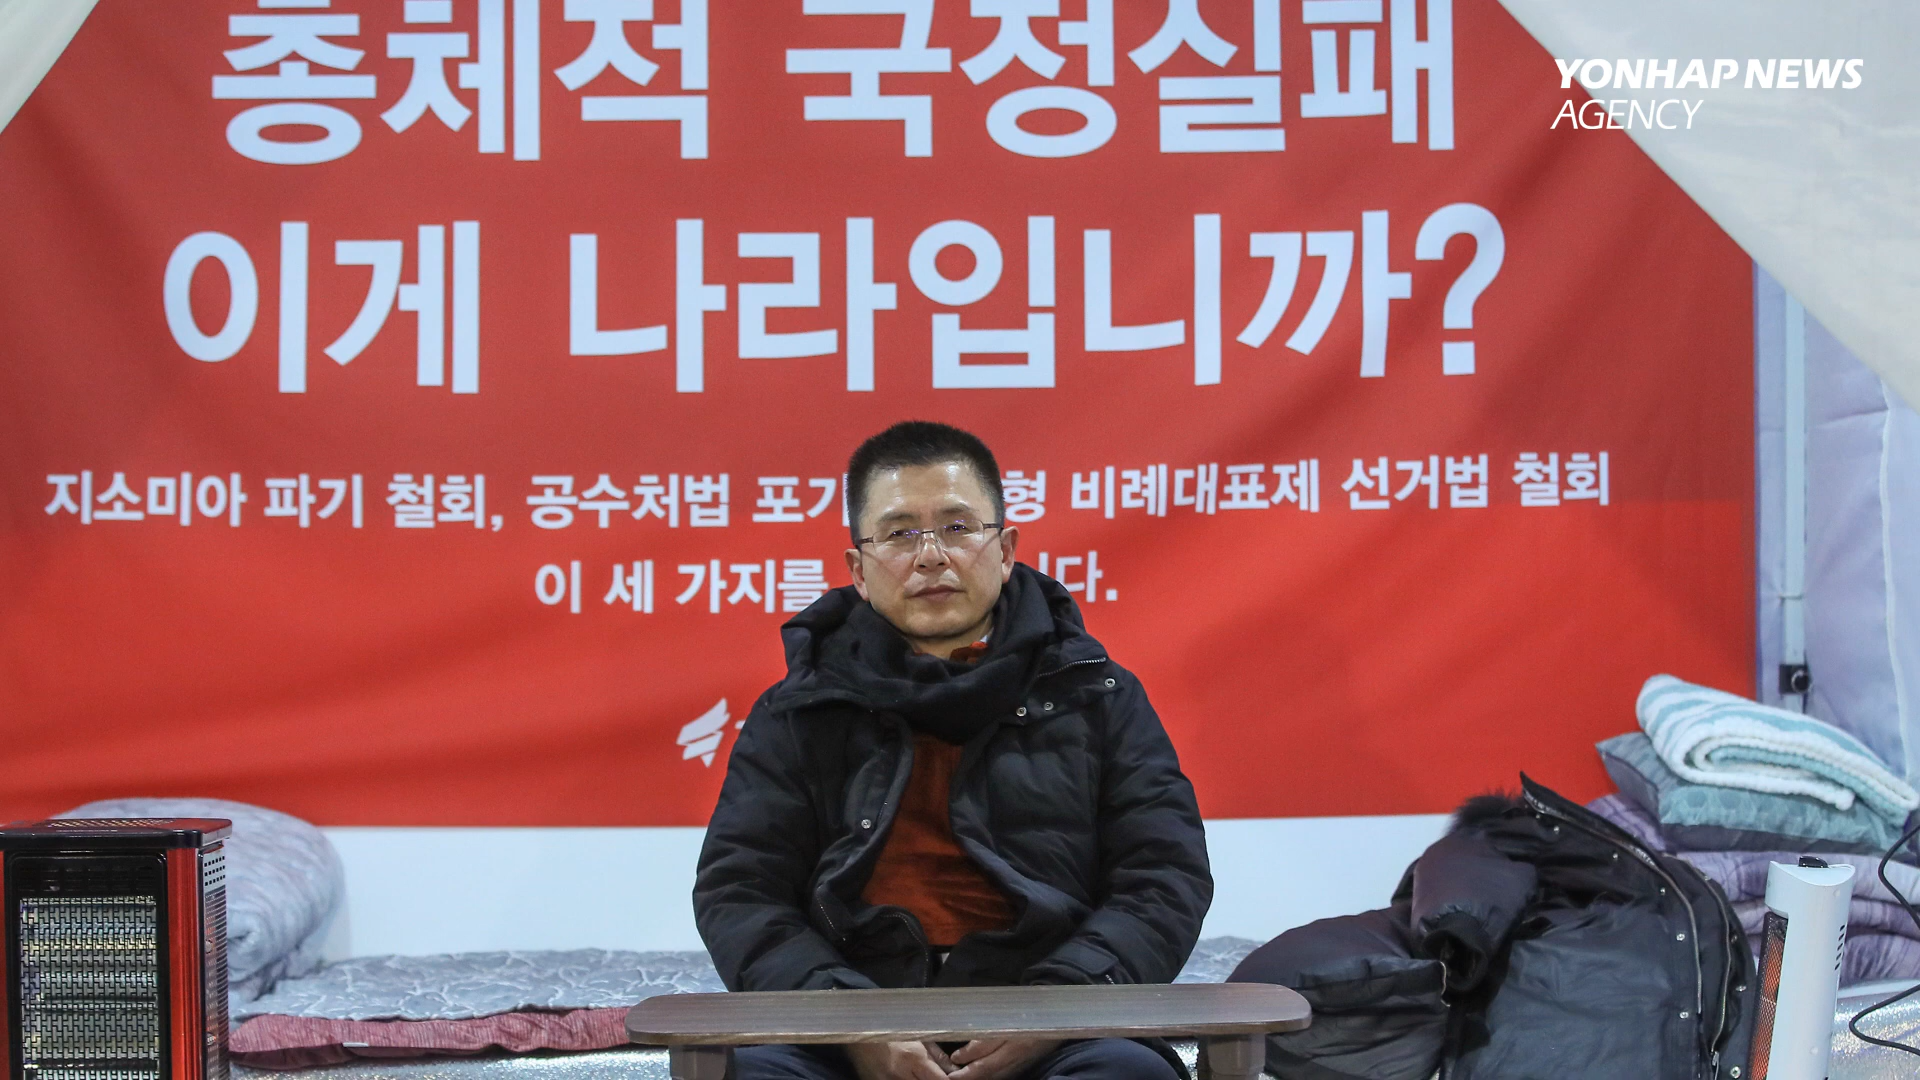 총체적 국정실패
YONHAP NEWS
AGENCY
이게 나라입니까?
지소미아 파기 철회, 공수처법 포기 형 비례대표제 선거법 철회
이 세 가지를 니다.